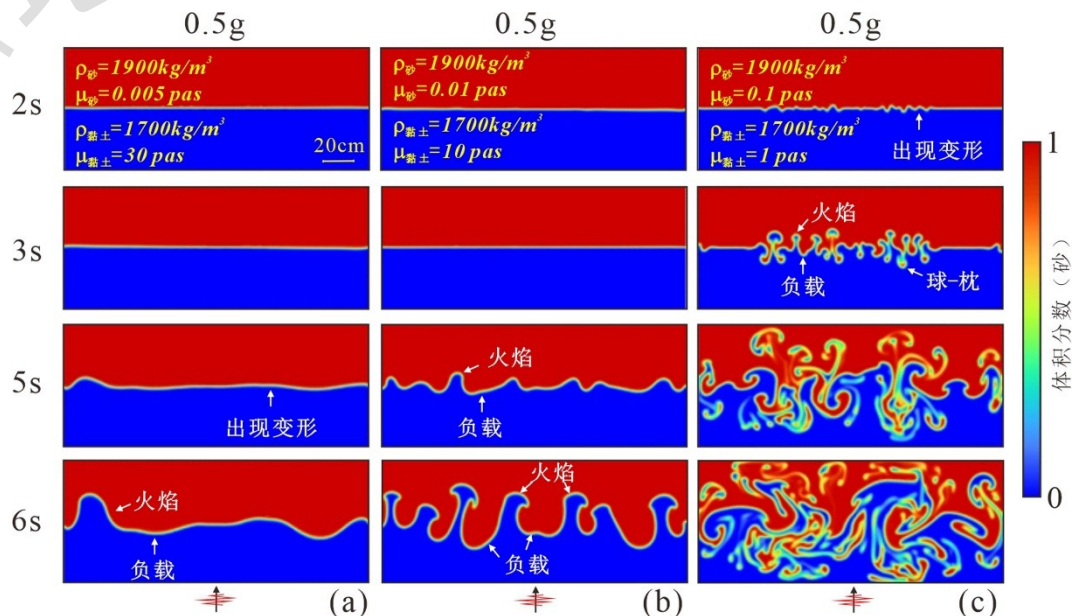 0.5g 0.5g 0.5g
2s
ρ砂=1900kg/m³
μ砂=0.005 pas
ρ黏土=1700kg/m³
μ黏土=30 pas
20cm
ρ砂=1900kg/m³
μ砂=0.01 pas
ρ黏土=1700kg/m³
μ黏土=10 pas
ρ砂=1900kg/m³
μ砂=0.1 pas
ρ黏土=1700kg/m³
μ黏土=1 pas
出现变形
3s
火焰
负载
球-枕
5s
出现变形
火焰
负载
6s
火焰
负载
火焰
负载
(a) (b) (c)
1
体积分数（砂）
0